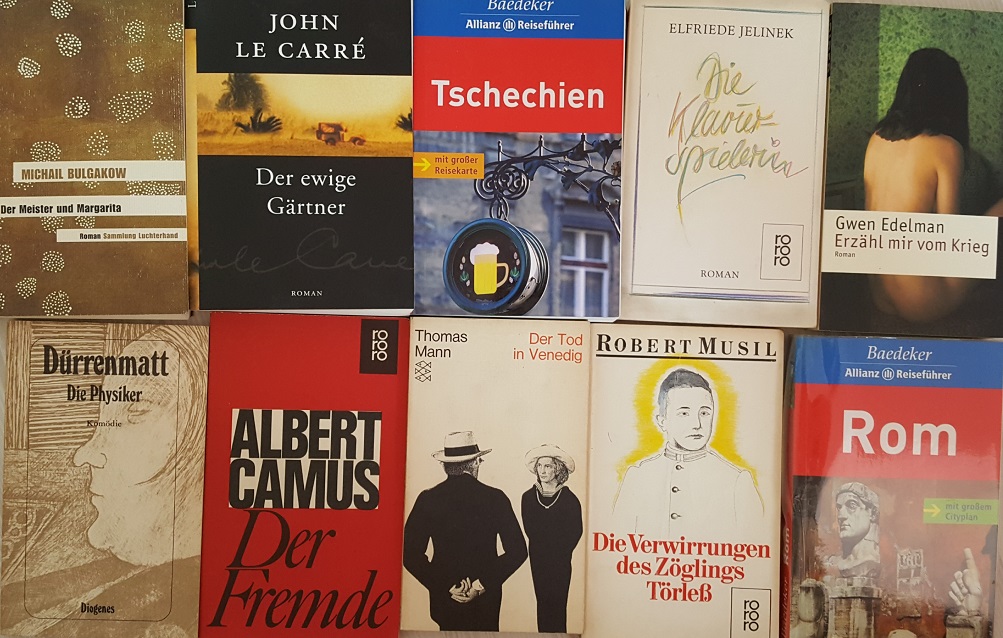 MICHAIL BULGAKOW
Der Meister und Margarita
Roman Sammlung Luchterhand
JOHN
LE CARRÉ
Der ewige
Gärtner
ROMAN
Baedeker
Allianz Reiseführer
Tschechien
mit großer
Reisekarte
ELFRIEDE JELINEK
Die
Klavier-
spielerin
ro
ro
ro
ROMAN
Gwen Edelman
Erzähl mir vom Krieg
Roman
Dürrenmatt
Die Physiker
Komödie
Diogenes
ro
ro
ro
ALBERT
CAMUS
Der
Fremde
Thomas
Mann
Der Tod
in Venedig
ROBERT MUSIL
Die Verwirrungen
des Zöglings
Törleß
ro
ro
ro
Baedeker
Allianz Reiseführer
Rom
mit großem
Cityplan
Rom